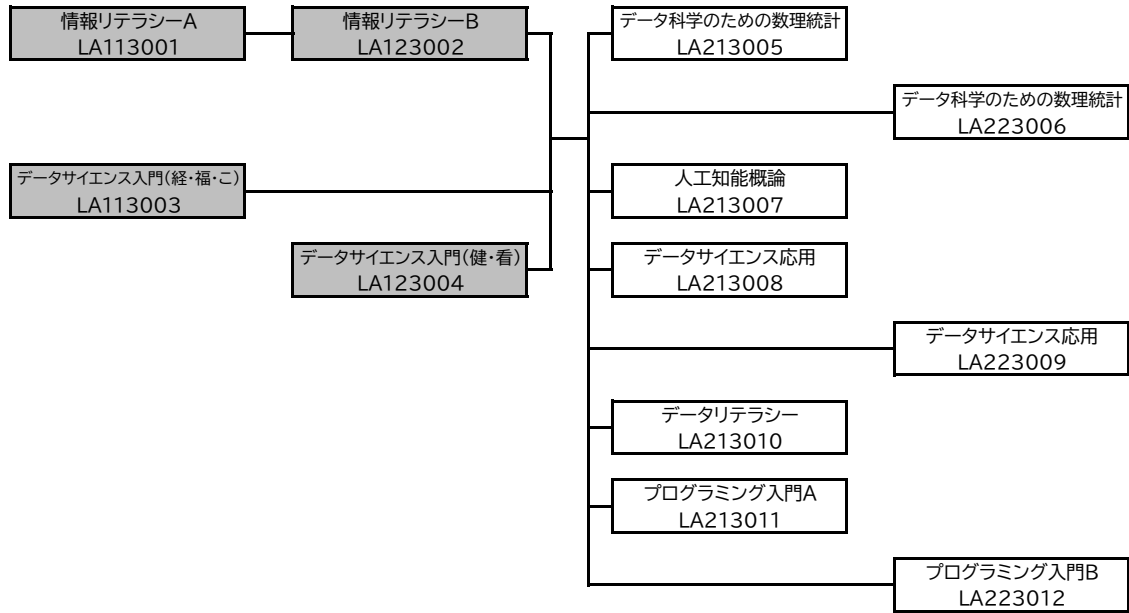 情報リテラシーA
LA113001
情報リテラシーB
LA123002
データ科学のための数理統計
LA213005
データ科学のための数理統計
LA223006
データサイエンス入門(経・福・こ)
LA113003
人工知能概論
LA213007
データサイエンス入門(健・看)
LA123004
データサイエンス応用
LA213008
データサイエンス応用
LA223009
データリテラシー
LA213010
プログラミング入門A
LA213011
プログラミング入門B
LA223012